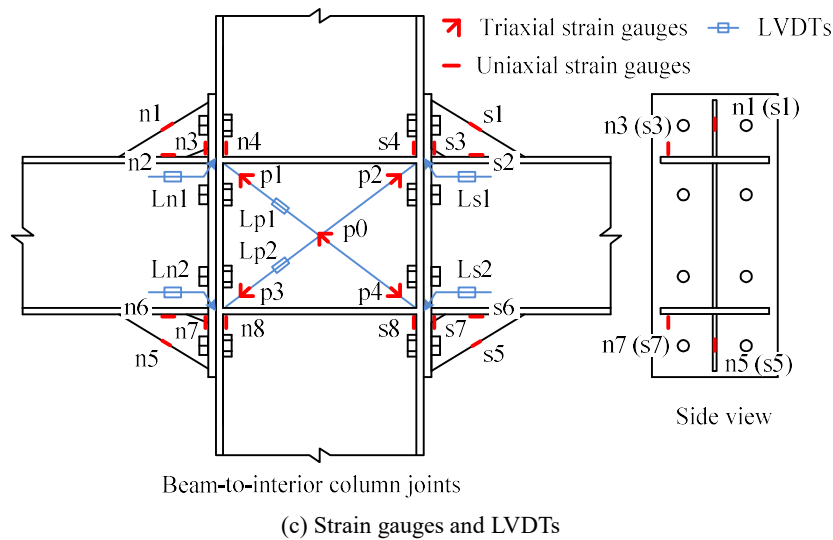 Triaxial strain gauges
LVDTs
Uniaxial strain gauges
n1
s1
n1 (s1)
n2
n3
n4
s4
s3
s2
n3 (s3)
Ln1
p1
p2
Ls1
Lp1
p0
Lp2
Ln2
p3
p4
Ls2
n6
n7
n8
s8
s7
s6
n5
s5
n7 (s7)
n5 (s5)
Side view
Beam-to-interior column joints
(c) Strain gauges and LVDTs